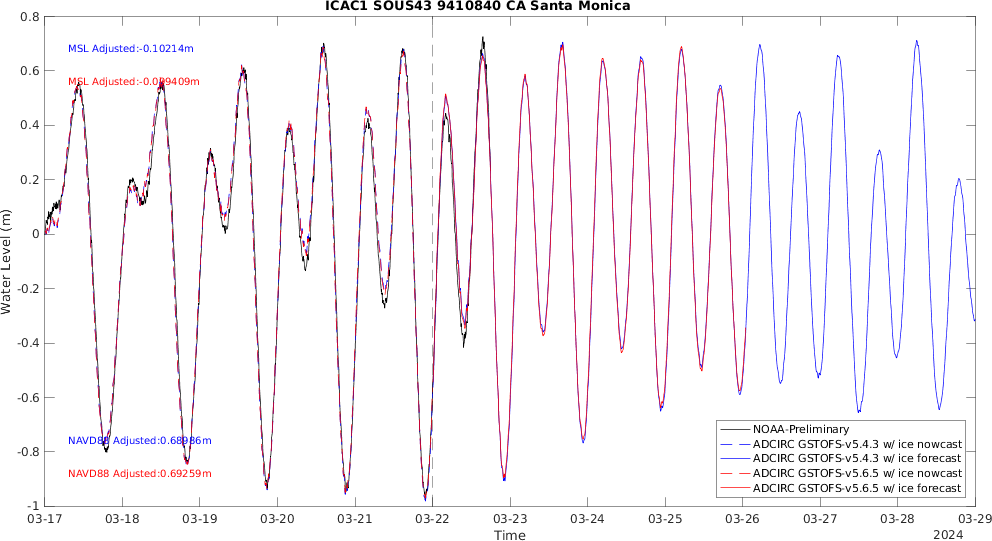 ICAC1 SOUS43 9410840 CA Santa Monica
0.8
0.6
0.4
0.2
0
-0.2
-0.4
-0.6
-0.8
-1
Water Level (m)
MSL Adjusted:-0.10214m
MSL Adjusted:-0.099409m
NAVD88 Adjusted:0.68986m
NAVD88 Adjusted:0.69259m
NOAA-Preliminary
ADCIRC GSTOFS-v5.4.3 w/ ice nowcast
ADCIRC GSTOFS-v5.4.3 w/ ice forecast
ADCIRC GSTOFS-v5.6.5 w/ ice nowcast
ADCIRC GSTOFS-v5.6.5 w/ ice forecast
03-17 03-18 03-19 03-20 03-21 03-22 03-23 03-24 03-25 03-26 03-27 03-28 03-29
Time
2024